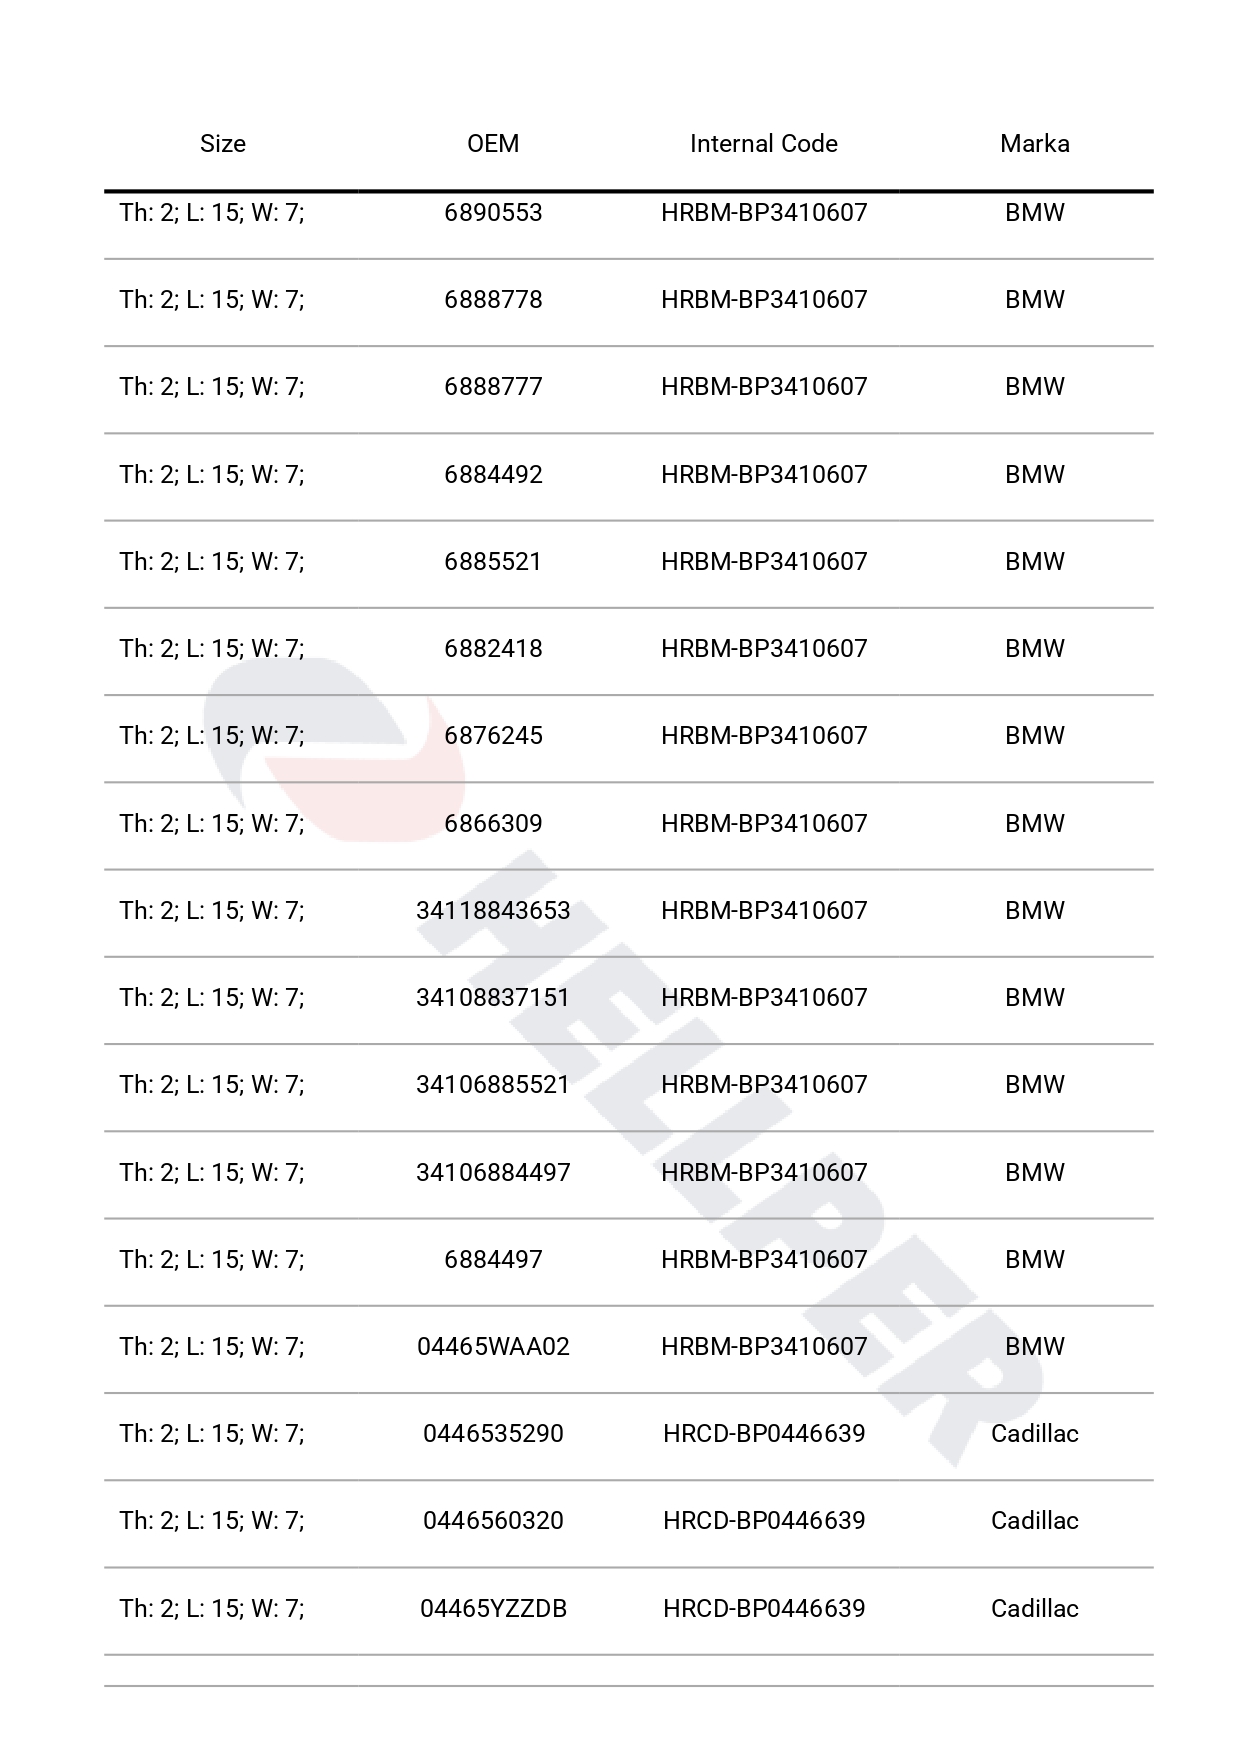 Size OEM Internal Code Marka
Th: 2; L: 15; W: 7; 6890553 HRBM-BP3410607 BMW
Th: 2; L: 15; W: 7; 6888778 HRBM-BP3410607 BMW
Th: 2; L: 15; W: 7; 6888777 HRBM-BP3410607 BMW
Th: 2; L: 15; W: 7; 6884492 HRBM-BP3410607 BMW
Th: 2; L: 15; W: 7; 6885521 HRBM-BP3410607 BMW
Th: 2; L: 15; W: 7; 6882418 HRBM-BP3410607 BMW
Th: 2; L: 15; W: 7; 6876245 HRBM-BP3410607 BMW
Th: 2; L: 15; W: 7; 6866309 HRBM-BP3410607 BMW
Th: 2; L: 15; W: 7; 34118843653 HRBM-BP3410607 BMW
Th: 2; L: 15; W: 7; 34108837151 HRBM-BP3410607 BMW
Th: 2; L: 15; W: 7; 34106885521 HRBM-BP3410607 BMW
Th: 2; L: 15; W: 7; 34106884497 HRBM-BP3410607 BMW
Th: 2; L: 15; W: 7; 6884497 HRBM-BP3410607 BMW
Th: 2; L: 15; W: 7; 04465WAA02 HRBM-BP3410607 BMW
Th: 2; L: 15; W: 7; 0446535290 HRCD-BP0446639 Cadillac
Th: 2; L: 15; W: 7; 0446560320 HRCD-BP0446639 Cadillac
Th: 2; L: 15; W: 7; 04465YZZDB HRCD-BP0446639 Cadillac
HELLPER